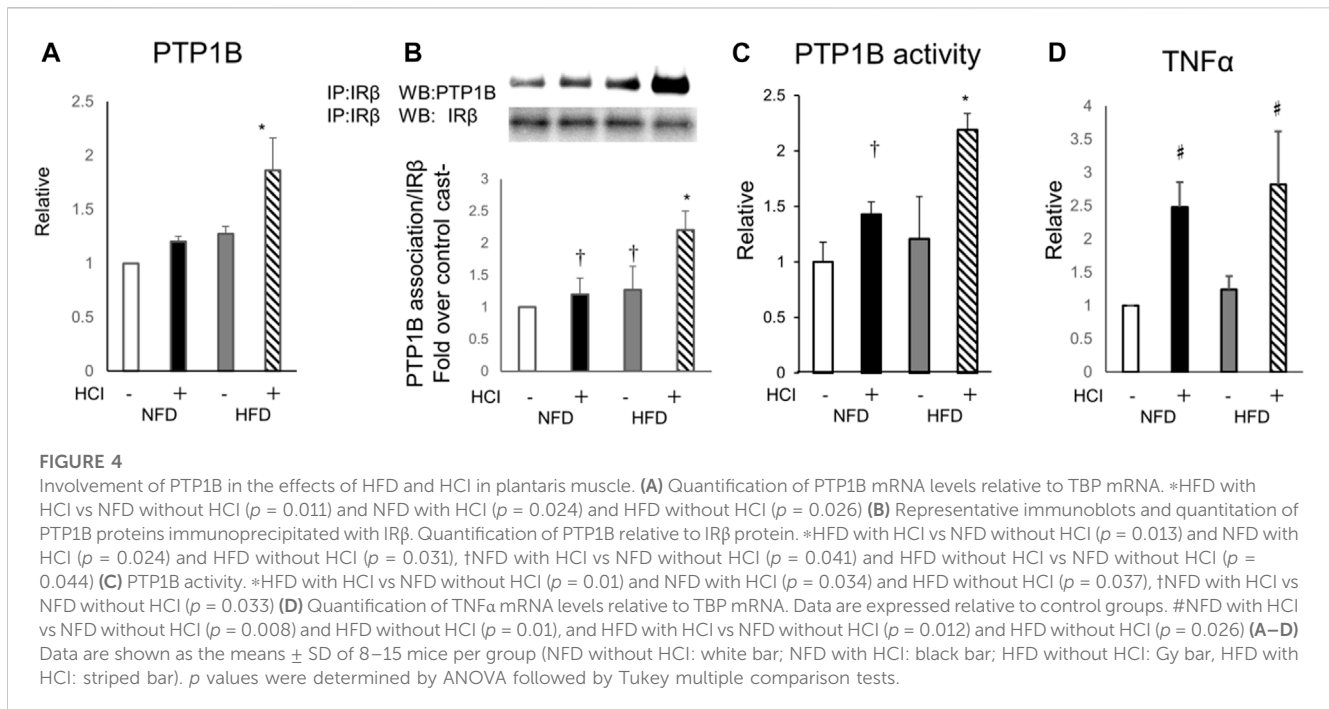 A PTP1B
2.5
2
1.5
1
0.5
0
Relative
*
HCI - + - +
NFD HFD
B
IP:IRβ WB:PTP1B
IP:IRβ WB: IRβ
PTP1B association/IRβ
Fold over control cast-
3
2.5
2
1.5
1
0.5
0
† † *
- + - +
NFD HFD
C PTP1B activity
Relative
2.5
2
1.5
1
0.5
0
† *
HCI - + - +
NFD HFD
D TNFα
Relative
4
3.5
3
2.5
2
1.5
1
0.5
0
# #
HCI - + - +
NFD HFD
FIGURE 4
Involvement of PTP1B in the effects of HFD and HCI in plantaris muscle. (A) Quantification of PTP1B mRNA levels relative to TBP mRNA. ∗HFD with
HCI vs NFD without HCI (p = 0.011) and NFD with HCI (p = 0.024) and HFD without HCI (p = 0.026) (B) Representative immunoblots and quantitation of
PTP1B proteins immunoprecipitated with IRβ. Quantification of PTP1B relative to IRβ protein. ∗HFD with HCI vs NFD without HCI (p = 0.013) and NFD with
HCI (p = 0.024) and HFD without HCI (p = 0.031), †NFD with HCI vs NFD without HCI (p = 0.041) and HFD without HCI vs NFD without HCI (p =
0.044) (C) PTP1B activity. ∗HFD with HCI vs NFD without HCI (p = 0.01) and NFD with HCI (p = 0.034) and HFD without HCI (p = 0.037), †NFD with HCI vs
NFD without HCI (p = 0.033) (D) Quantification of TNFα mRNA levels relative to TBP mRNA. Data are expressed relative to control groups. #NFD with HCI
vs NFD without HCI (p = 0.008) and HFD without HCI (p = 0.01), and HFD with HCI vs NFD without HCI (p = 0.012) and HFD without HCI (p = 0.026) (A–D)
Data are shown as the means ± SD of 8–15 mice per group (NFD without HCI: white bar; NFD with HCI: black bar; HFD without HCI: Gy bar, HFD with
HCI: striped bar). p values were determined by ANOVA followed by Tukey multiple comparison tests.